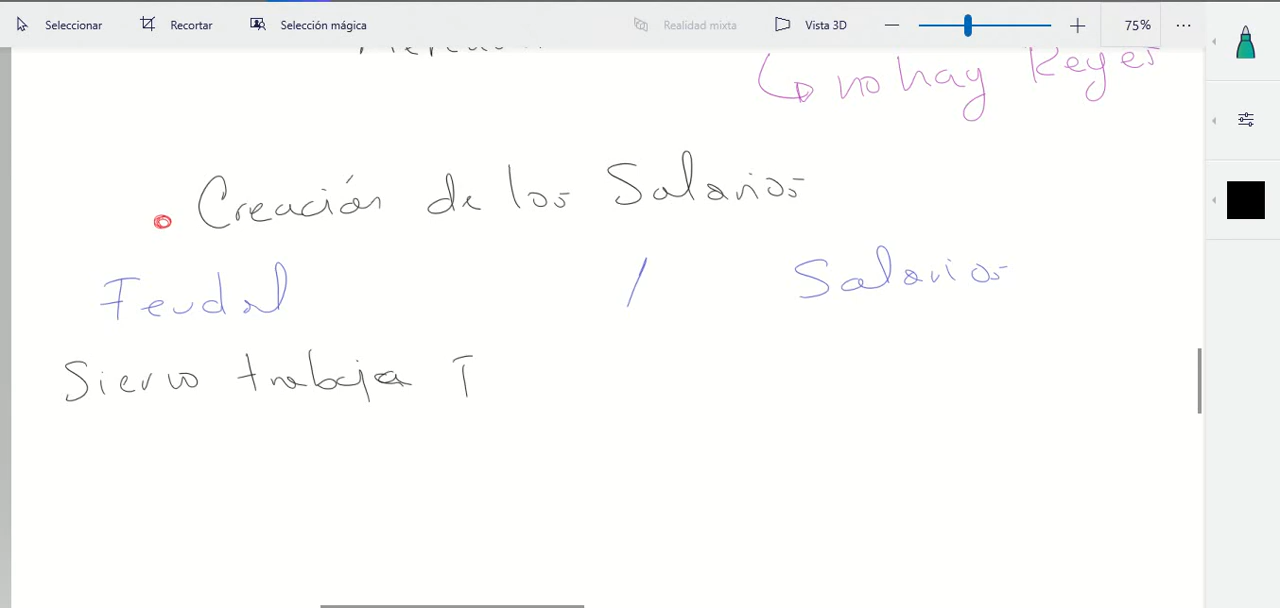 Seleccionar Recortar Selección mágica Realidad mixta Vista 3D 75%
no hay Reyes
Creación de los Salarios
Feudal / Salarios
Siervo trabaja T